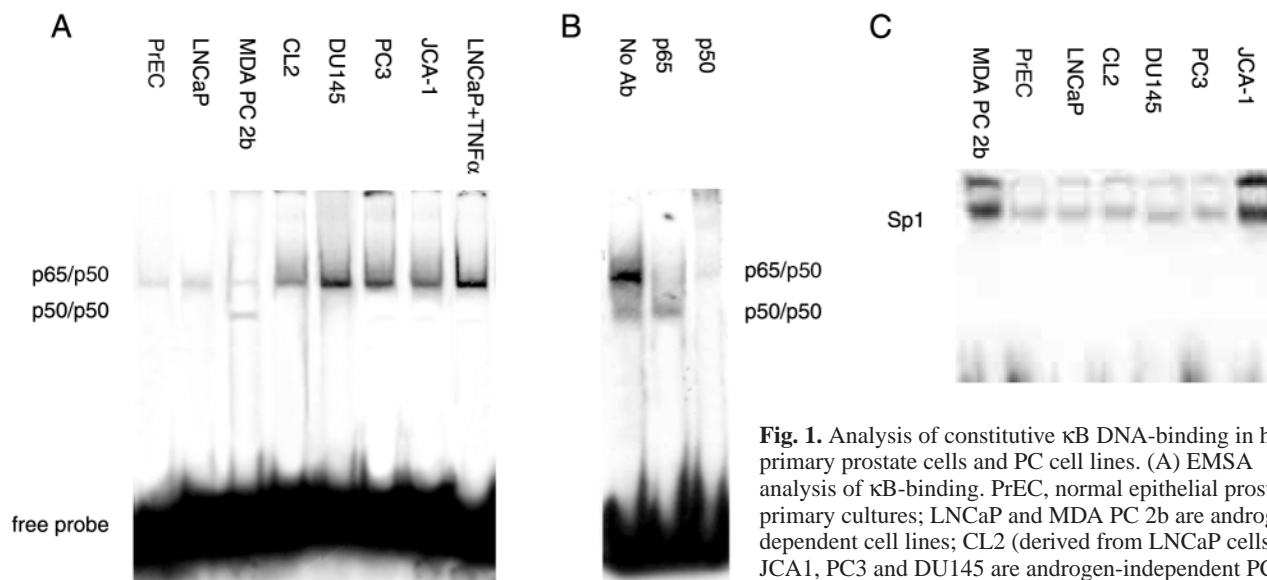 A
PrEC
LNCaP
MDA PC 2b
CL2
DU145
PC3
JCA-1
LNCaP+TNFα
p65/p50
p50/p50
free probe
B
No Ab
p65
p50
p65/p50
p50/p50
C
MDA PC 2b
PrEC
LNCaP
CL2
DU145
PC3
JCA-1
Sp1
Fig. 1. Analysis of constitutive κB DNA-binding in h
primary prostate cells and PC cell lines. (A) EMSA
analysis of κB-binding. PrEC, normal epithelial prost
primary cultures; LNCaP and MDA PC 2b are androg
dependent cell lines; CL2 (derived from LNCaP cells
JCA1, PC3 and DU145 are androgen-independent PC